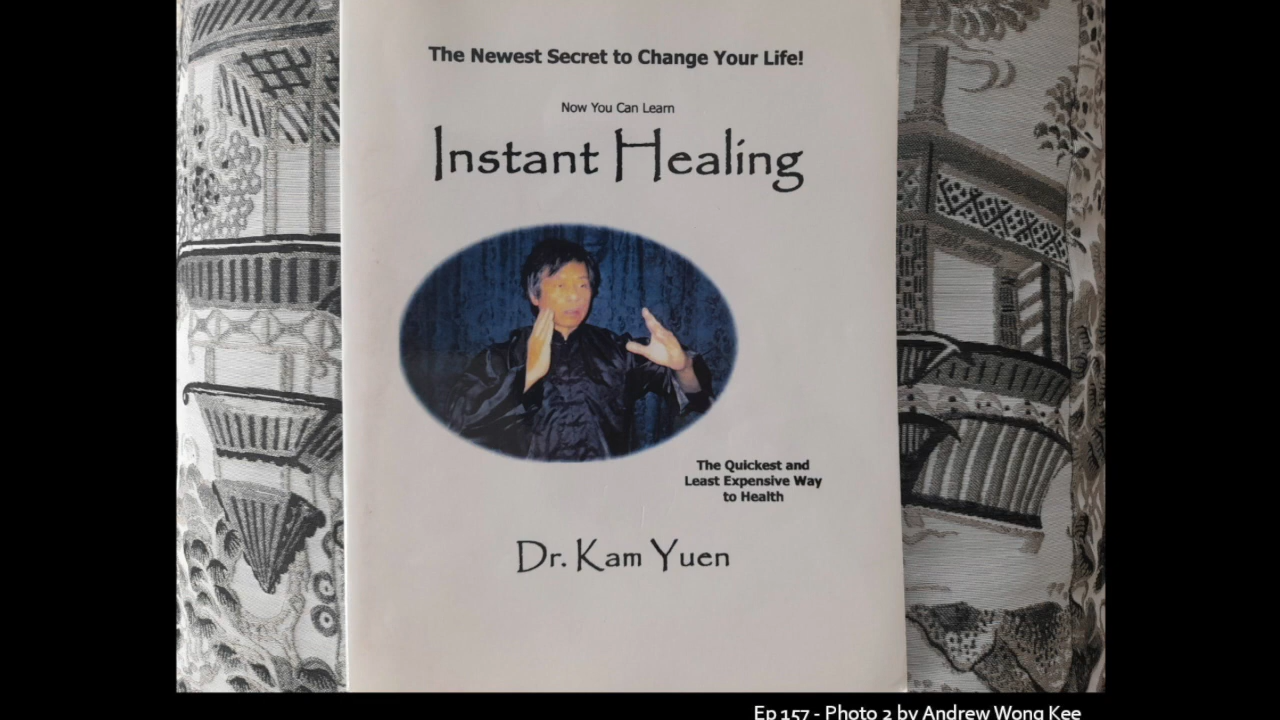 The Newest Secret to Change Your Life!
Now You Can Learn
Instant Healing
The Quickest and
Least Expensive Way
to Health
Dr. Kam Yuen
Ep 157 - Photo 2 by Andrew Wong Kee